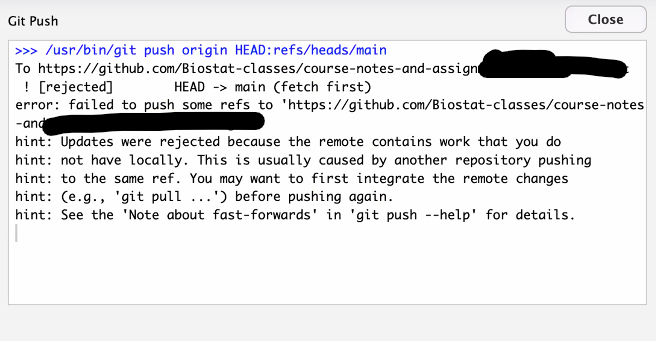 Git Push
Close
>>> /usr/bin/git push origin HEAD:refs/heads/main
To https://github.com/Biostat-classes/course-notes-and-assign
 ! [rejected]        HEAD -> main (fetch first)
error: failed to push some refs to 'https://github.com/Biostat-classes/course-notes
-and
hint: Updates were rejected because the remote contains work that you do
hint: not have locally. This is usually caused by another repository pushing
hint: to the same ref. You may want to first integrate the remote changes
hint: (e.g., 'git pull ...') before pushing again.
hint: See the 'Note about fast-forwards' in 'git push --help' for details.